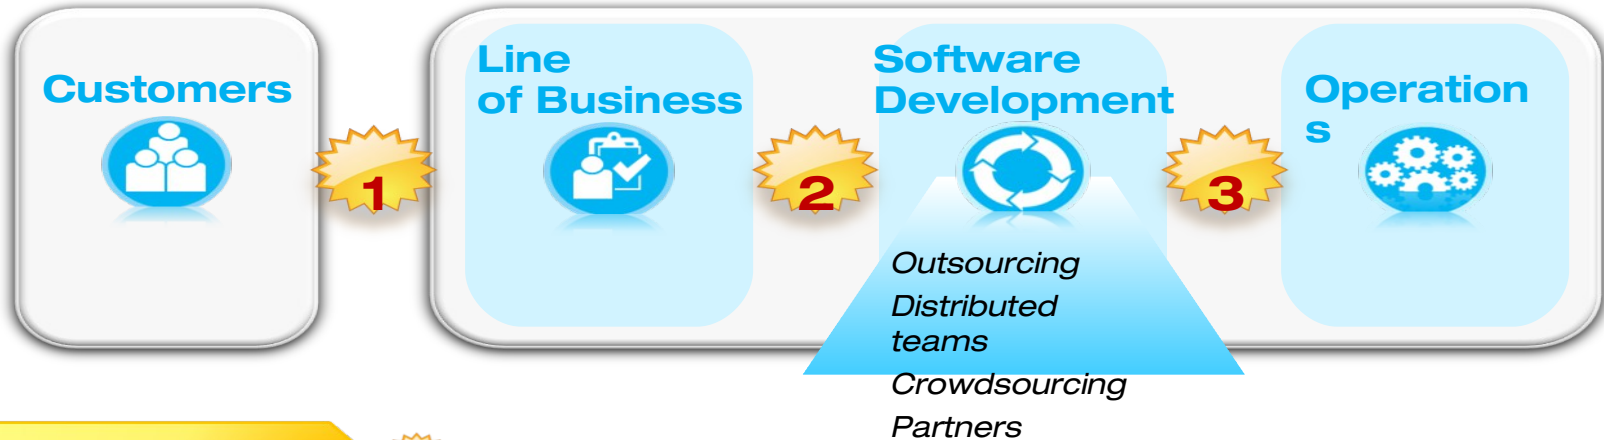 Customers
1
Line
of Business
2
Software
Development
3
Operation
s
Outsourcing
Distributed
teams
Crowdsourcing
Partners